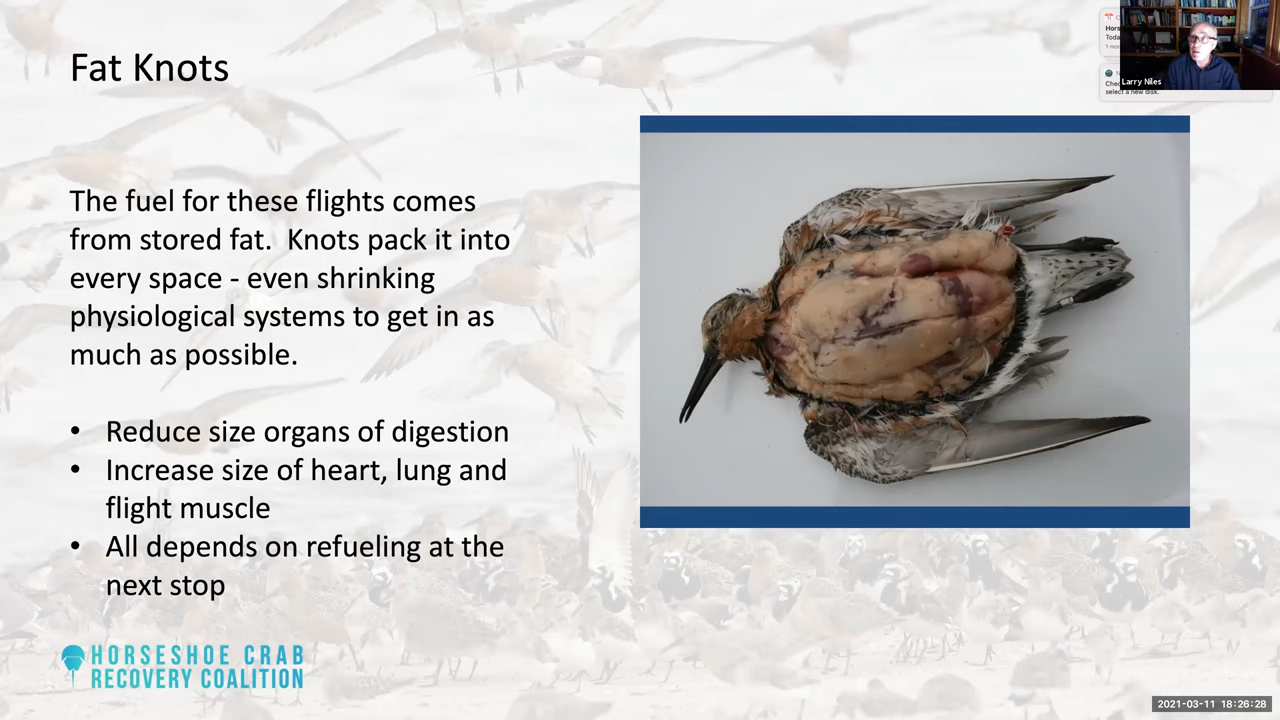 Fat Knots
The fuel for these flights comes
from stored fat.  Knots pack it into
every space - even shrinking
physiological systems to get in as
much as possible.
• Reduce size organs of digestion
• Increase size of heart, lung and
flight muscle
• All depends on refueling at the
next stop
HORSESHOE CRAB
RECOVERY COALITION
Larry Niles
select a new disk.
2021-03-11 18:26:28